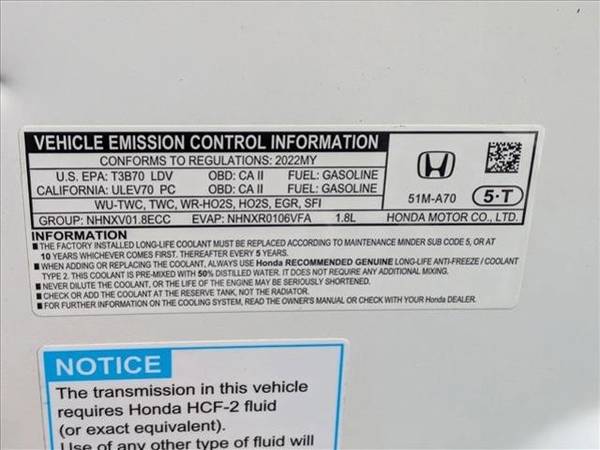 VEHICLE EMISSION CONTROL INFORMATION
CONFORMS TO REGULATIONS: 2022MY
U.S. EPA: T3B70 LDV OBD: CA II FUEL: GASOLINE
CALIFORNIA: ULEV70 PC OBD: CA II FUEL: GASOLINE
51M-A70 5·T
WU-TWC, TWC, WR-HO2S, HO2S, EGR, SFI
GROUP: NHNXV01.8ECC EVAP: NHNXR0106VFA 1.8L HONDA MOTOR CO., LTD.
INFORMATION
■ THE FACTORY INSTALLED LONG-LIFE COOLANT MUST BE REPLACED ACCORDING TO MAINTENANCE MINDER SUB CODE 5, OR AT
10 YEARS WHICHEVER COMES FIRST. THEREAFTER EVERY 5 YEARS.
■ WHEN ADDING OR REPLACING THE COOLANT, ALWAYS USE Honda RECOMMENDED GENUINE LONG-LIFE ANTI-FREEZE / COOLANT
TYPE 2. THIS COOLANT IS PRE-MIXED WITH 50% DISTILLED WATER. IT DOES NOT REQUIRE ANY ADDITIONAL MIXING.
■ NEVER DILUTE THE COOLANT, OR THE LIFE OF THE ENGINE MAY BE SERIOUSLY SHORTENED.
■ CHECK OR ADD THE COOLANT AT THE RESERVE TANK, NOT THE RADIATOR.
■ FOR FURTHER INFORMATION ON THE COOLING SYSTEM, READ THE OWNER'S MANUAL OR CHECK WITH YOUR Honda DEALER.
NOTICE
The transmission in this vehicle
requires Honda HCF-2 fluid
(or exact equivalent).
Use of any other type of fluid will